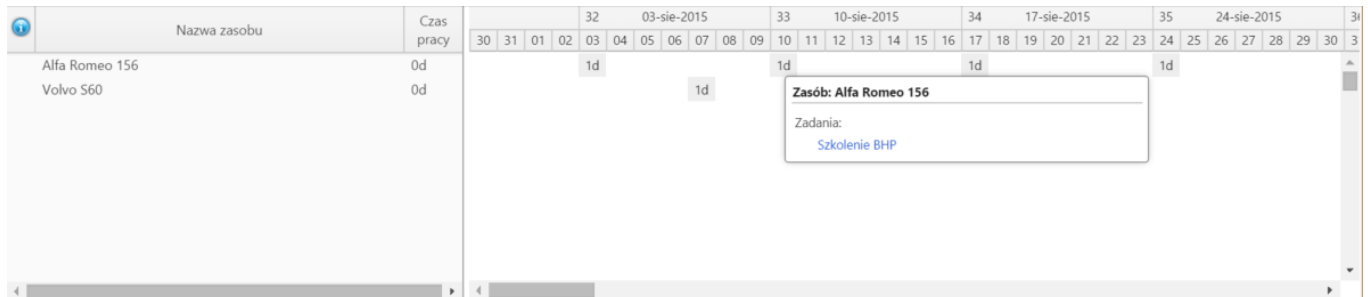 Nazwa zasobu
Czas pracy
32 03-sie-2015 33 10-sie-2015 34 17-sie-2015 35 24-sie-2015
30 31 01 02 03 04 05 06 07 08 09 10 11 12 13 14 15 16 17 18 19 20 21 22 23 24 25 26 27 28 29 30
Alfa Romeo 156 0d 1d 1d 1d 1d
Volvo S60 0d 1d
Zasób: Alfa Romeo 156
Zadania:
Szkolenie BHP